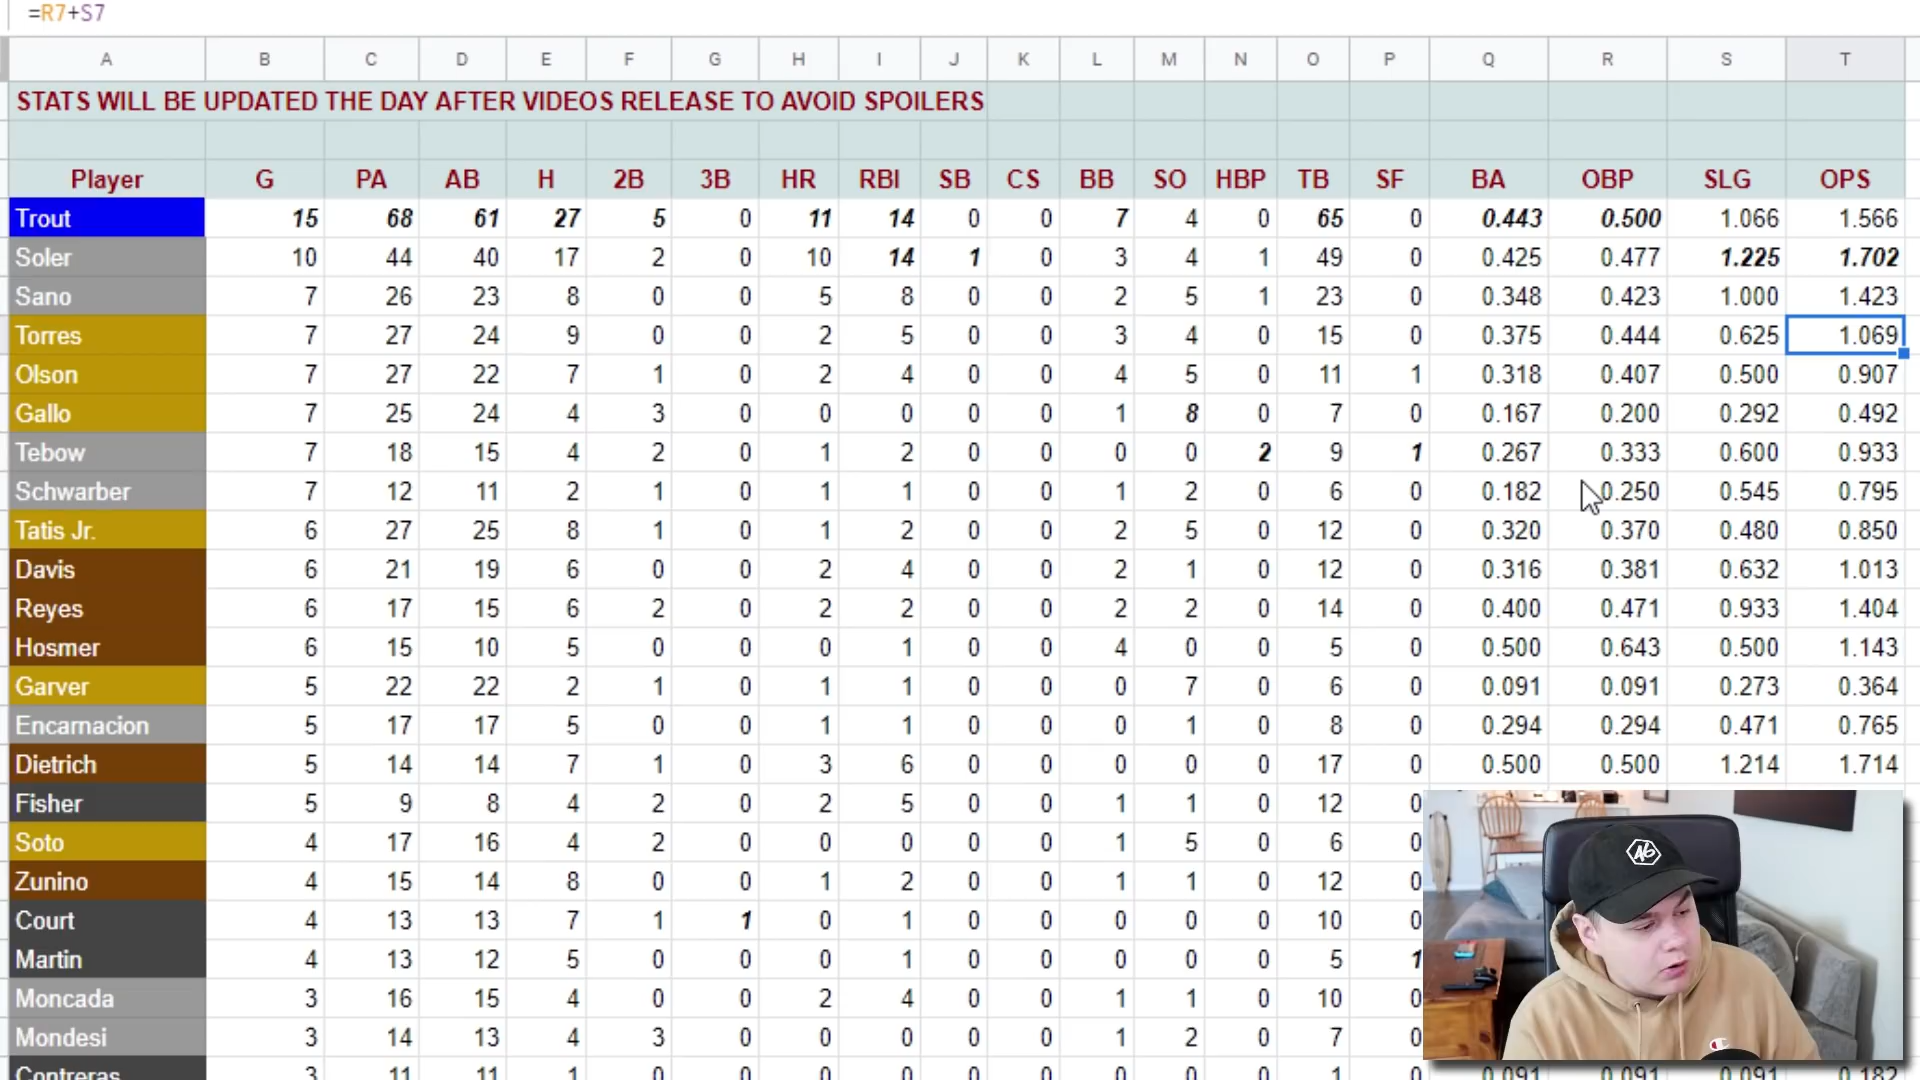 =R7+S7
A B C D E F G H I J K L M N O P Q R S T
STATS WILL BE UPDATED THE DAY AFTER VIDEOS RELEASE TO AVOID SPOILERS
Player G PA AB H 2B 3B HR RBI SB CS BB SO HBP TB SF BA OBP SLG OPS
Trout 15 68 61 27 5 0 11 14 0 0 7 4 0 65 0 0.443 0.500 1.066 1.566
Soler 10 44 40 17 2 0 10 14 1 0 3 4 1 49 0 0.425 0.477 1.225 1.702
Sano 7 26 23 8 0 0 5 8 0 0 2 5 1 23 0 0.348 0.423 1.000 1.423
Torres 7 27 24 9 0 0 2 5 0 0 3 4 0 15 0 0.375 0.444 0.625 1.069
Olson 7 27 22 7 1 0 2 4 0 0 4 5 0 11 1 0.318 0.407 0.500 0.907
Gallo 7 25 24 4 3 0 0 0 0 0 1 8 0 7 0 0.167 0.200 0.292 0.492
Tebow 7 18 15 4 2 0 1 2 0 0 0 0 2 9 1 0.267 0.333 0.600 0.933
Schwarber 7 12 11 2 1 0 1 1 0 0 1 2 0 6 0 0.182 0.250 0.545 0.795
Tatis Jr. 6 27 25 8 1 0 1 2 0 0 2 5 0 12 0 0.320 0.370 0.480 0.850
Davis 6 21 19 6 0 0 2 4 0 0 2 1 0 12 0 0.316 0.381 0.632 1.013
Reyes 6 17 15 6 2 0 2 2 0 0 2 2 0 14 0 0.400 0.471 0.933 1.404
Hosmer 6 15 10 5 0 0 0 1 0 0 4 0 0 5 0 0.500 0.643 0.500 1.143
Garver 5 22 22 2 1 0 1 1 0 0 0 7 0 6 0 0.091 0.091 0.273 0.364
Encarnacion 5 17 17 5 0 0 1 1 0 0 0 1 0 8 0 0.294 0.294 0.471 0.765
Dietrich 5 14 14 7 1 0 3 6 0 0 0 0 0 17 0 0.500 0.500 1.214 1.714
Fisher 5 9 8 4 2 0 2 5 0 0 1 1 0 12 0
Soto 4 17 16 4 2 0 0 0 0 0 1 5 0 6 0
Zunino 4 15 14 8 0 0 1 2 0 0 1 1 0 12 0
Court 4 13 13 7 1 1 0 1 0 0 0 0 0 10 0
Martin 4 13 12 5 0 0 0 1 0 0 0 0 0 5 1
Moncada 3 16 15 4 0 0 2 4 0 0 1 1 0 10 0
Mondesi 3 14 13 4 3 0 0 0 0 0 1 2 0 7 0
Contreras 3 11 11 1 0 0 0 0 0 0 0 0 0 1 0 0.091 0.091 0.091 0.182